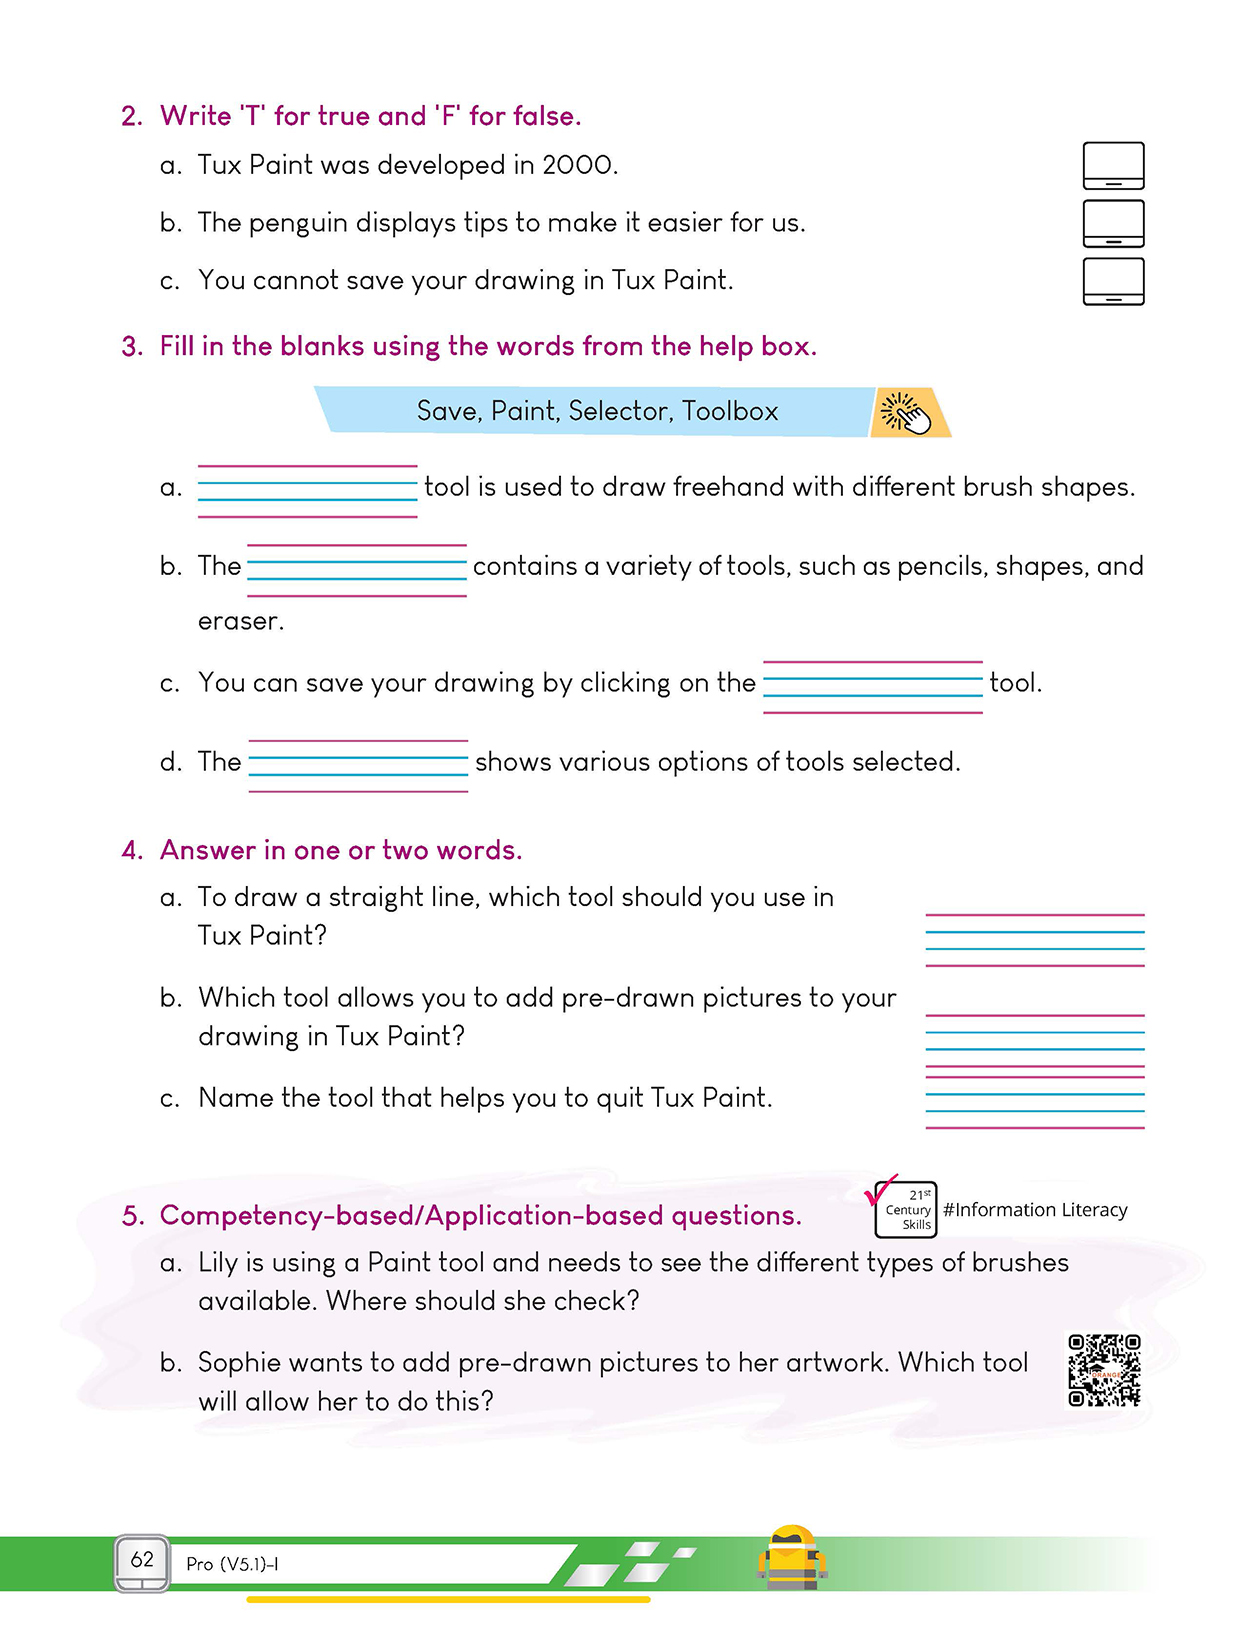 2. Write 'T' for true and 'F' for false.
a. Tux Paint was developed in 2000.
b. The penguin displays tips to make it easier for us.
c. You cannot save your drawing in Tux Paint.
3. Fill in the blanks using the words from the help box.
Save, Paint, Selector, Toolbox
a. tool is used to draw freehand with different brush shapes.
b. The contains a variety of tools, such as pencils, shapes, and
eraser.
c. You can save your drawing by clicking on the tool.
d. The shows various options of tools selected.
4. Answer in one or two words.
a. To draw a straight line, which tool should you use in
Tux Paint?
b. Which tool allows you to add pre-drawn pictures to your
drawing in Tux Paint?
c. Name the tool that helps you to quit Tux Paint.
21st
Century
Skills
#Information Literacy
5. Competency-based/Application-based questions.
a. Lily is using a Paint tool and needs to see the different types of brushes
available. Where should she check?
b. Sophie wants to add pre-drawn pictures to her artwork. Which tool
will allow her to do this?
ORANGE
62
Pro (V5.1)-I